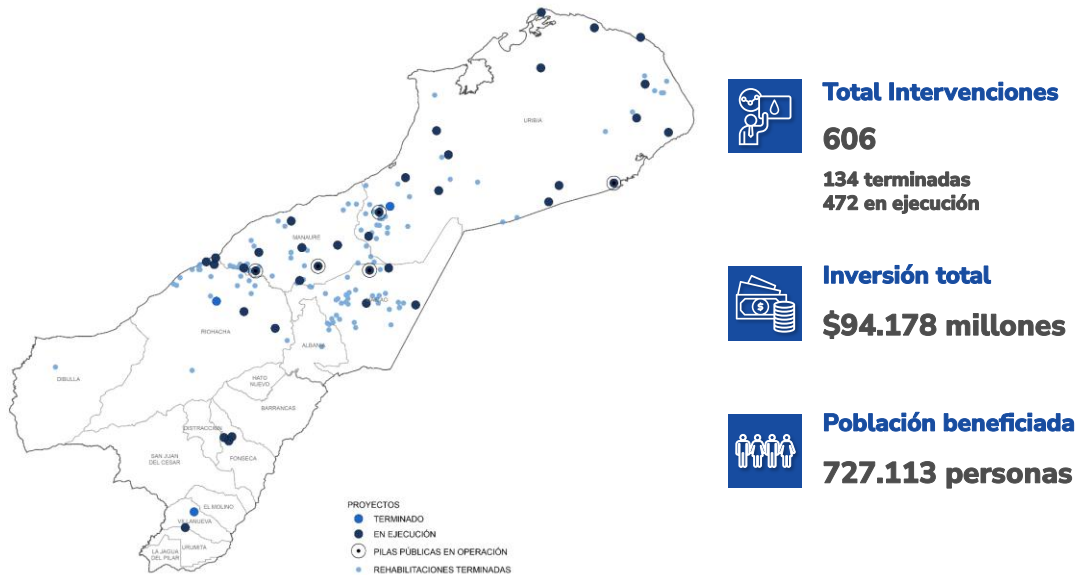 URIBIA
MANAURE
MAICAO
RIOHACHA
ALBANIA
DIBULLA
HATO
NUEVO
BARRANCAS
DISTRACCIÓN
FONSECA
SAN JUAN
DEL CESAR
EL MOLINO
VILLANUEVA
URUMITA
LA JAGUA
DEL PILAR
PROYECTOS
TERMINADO
EN EJECUCIÓN
PILAS PÚBLICAS EN OPERACIÓN
REHABILITACIONES TERMINADAS
Total Intervenciones
606
134 terminadas
472 en ejecución
Inversión total
$94.178 millones
Población beneficiada
727.113 personas